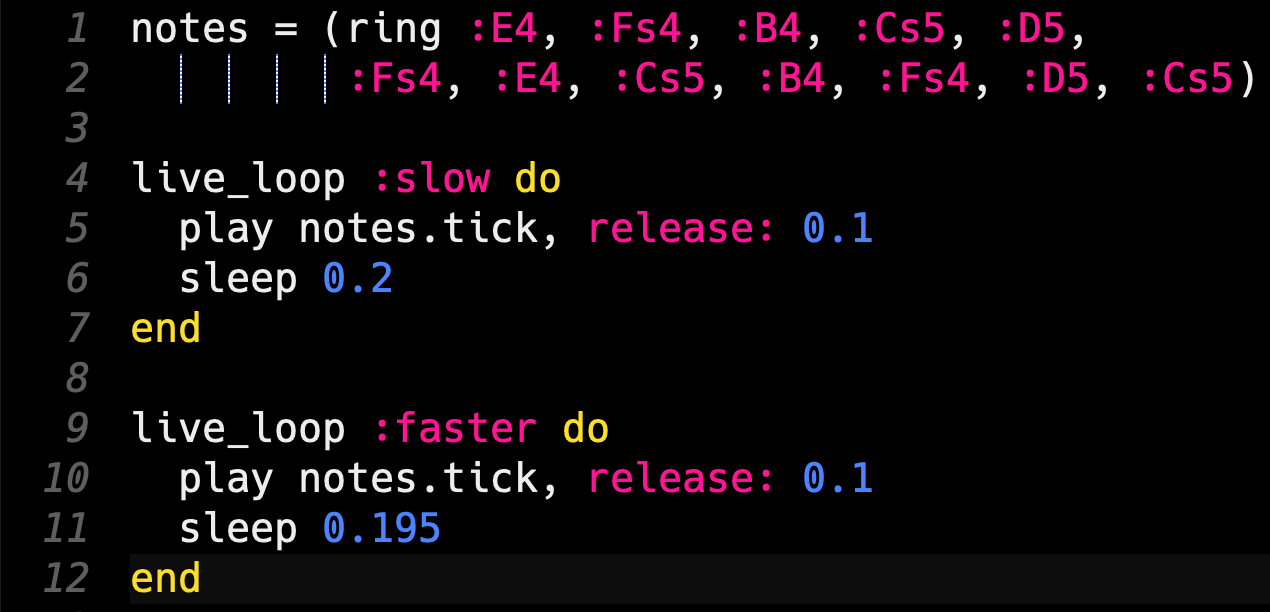 1 notes = (ring :E4, :Fs4, :B4, :Cs5, :D5,
2 :Fs4, :E4, :Cs5, :B4, :Fs4, :D5, :Cs5)
3
4 live_loop :slow do
5 play notes.tick, release: 0.1
6 sleep 0.2
7 end
8
9 live_loop :faster do
10 play notes.tick, release: 0.1
11 sleep 0.195
12 end